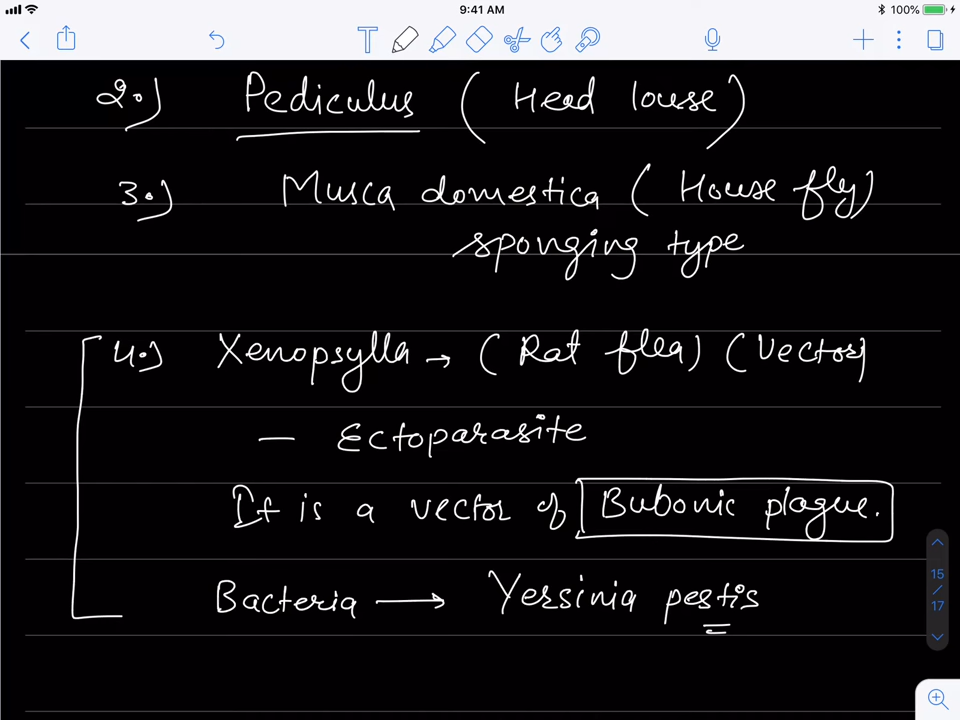 9:41 AM
100%
2.) Pediculus ( Head louse )
3.) Musca domestica ( House fly)
sponging type
4.) Xenopsylla → ( Rat flea) ( Vector)
— Ectoparasite
It is a vector of Bubonic plague.
Bacteria → Yersinia pestis
15
/
17